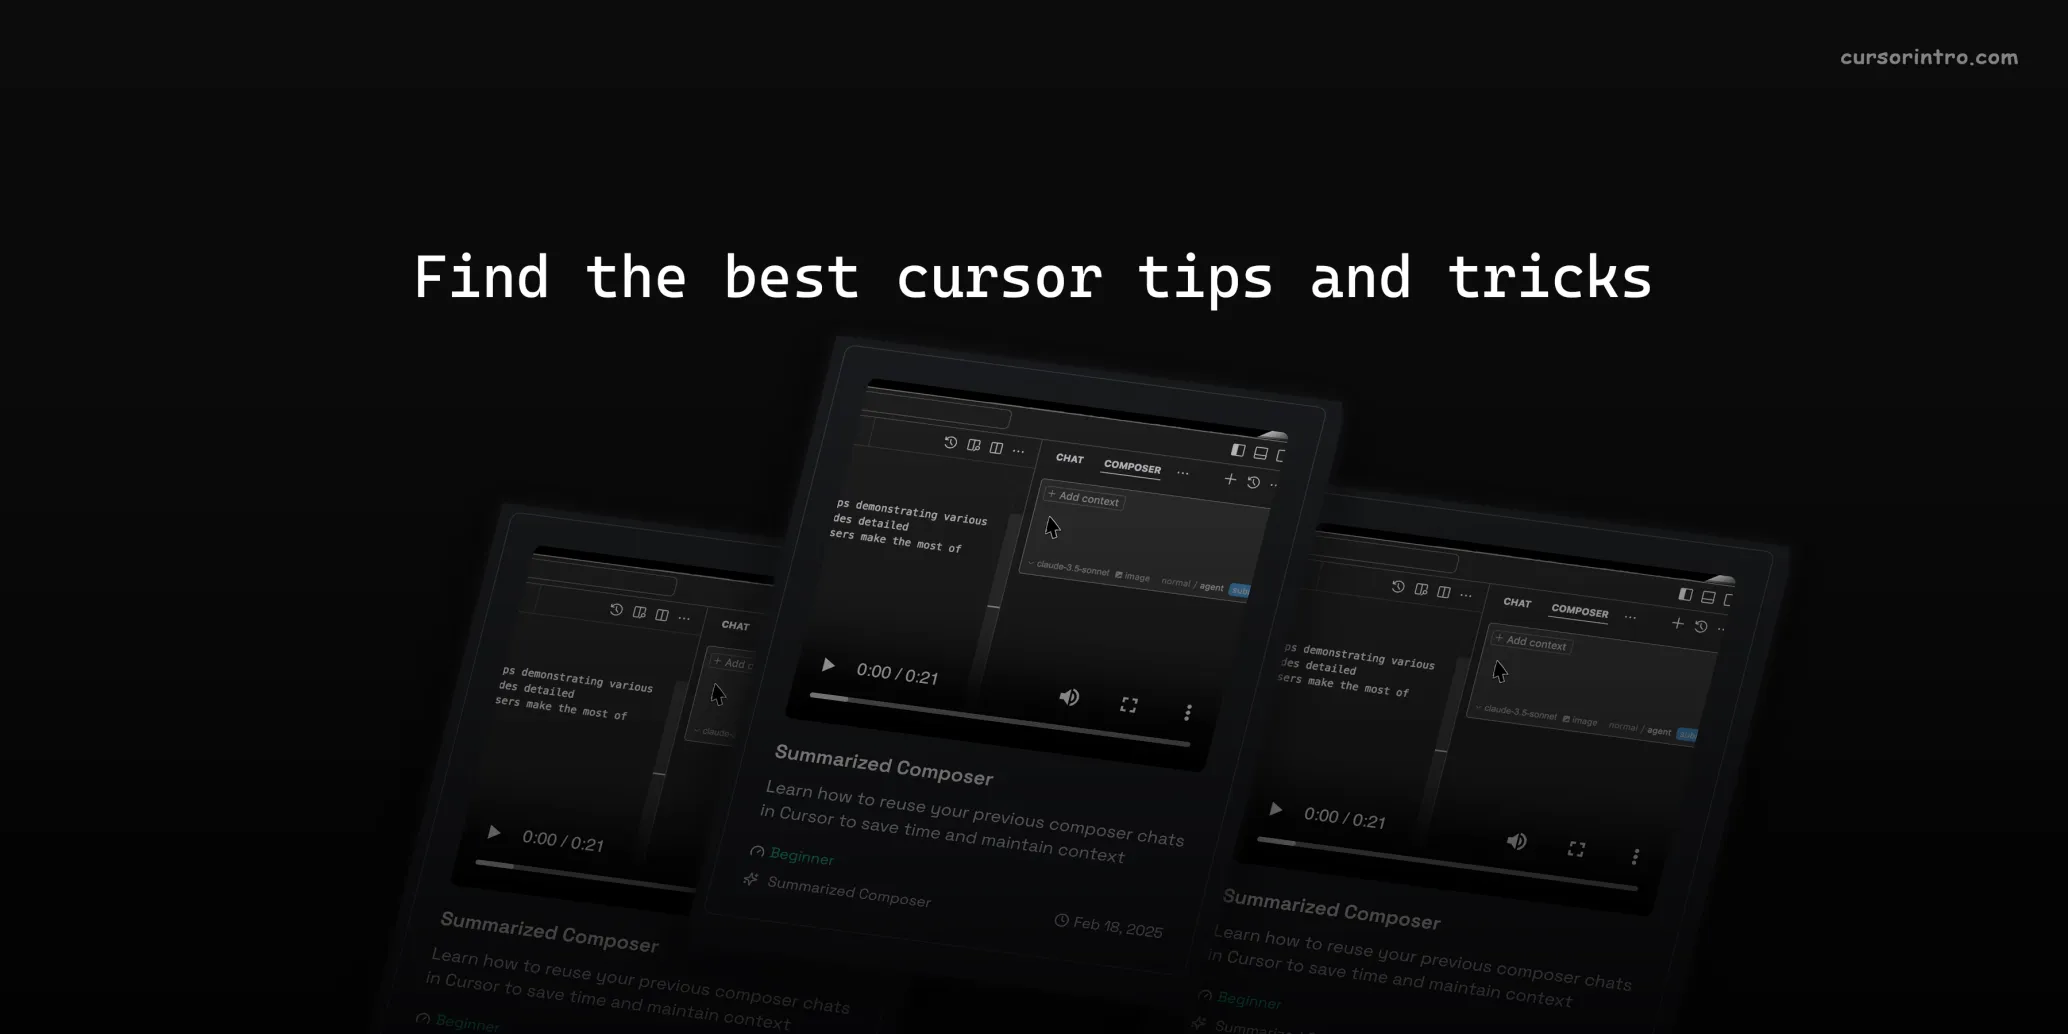 cursorintro.com
Find the best cursor tips and tricks
CHAT COMPOSER
+ Add context
ps demonstrating various
des detailed
sers make the most of
claude-3.5-sonnet image normal / agent
0:00 / 0:21
Summarized Composer
Learn how to reuse your previous composer chats
in Cursor to save time and maintain context
Beginner
Summarized Composer
Feb 18, 2025
CHAT
+ Add c
ps demonstrating various
des detailed
sers make the most of
claude-
0:00 / 0:21
Summarized Composer
Learn how to reuse your previous composer chats
in Cursor to save time and maintain context
Beginner
CHAT COMPOSER
+ Add context
ps demonstrating various
des detailed
sers make the most of
claude-3.5-sonnet image normal / agent
0:00 / 0:21
Summarized Composer
Learn how to reuse your previous composer chats
in Cursor to save time and maintain context
Beginner